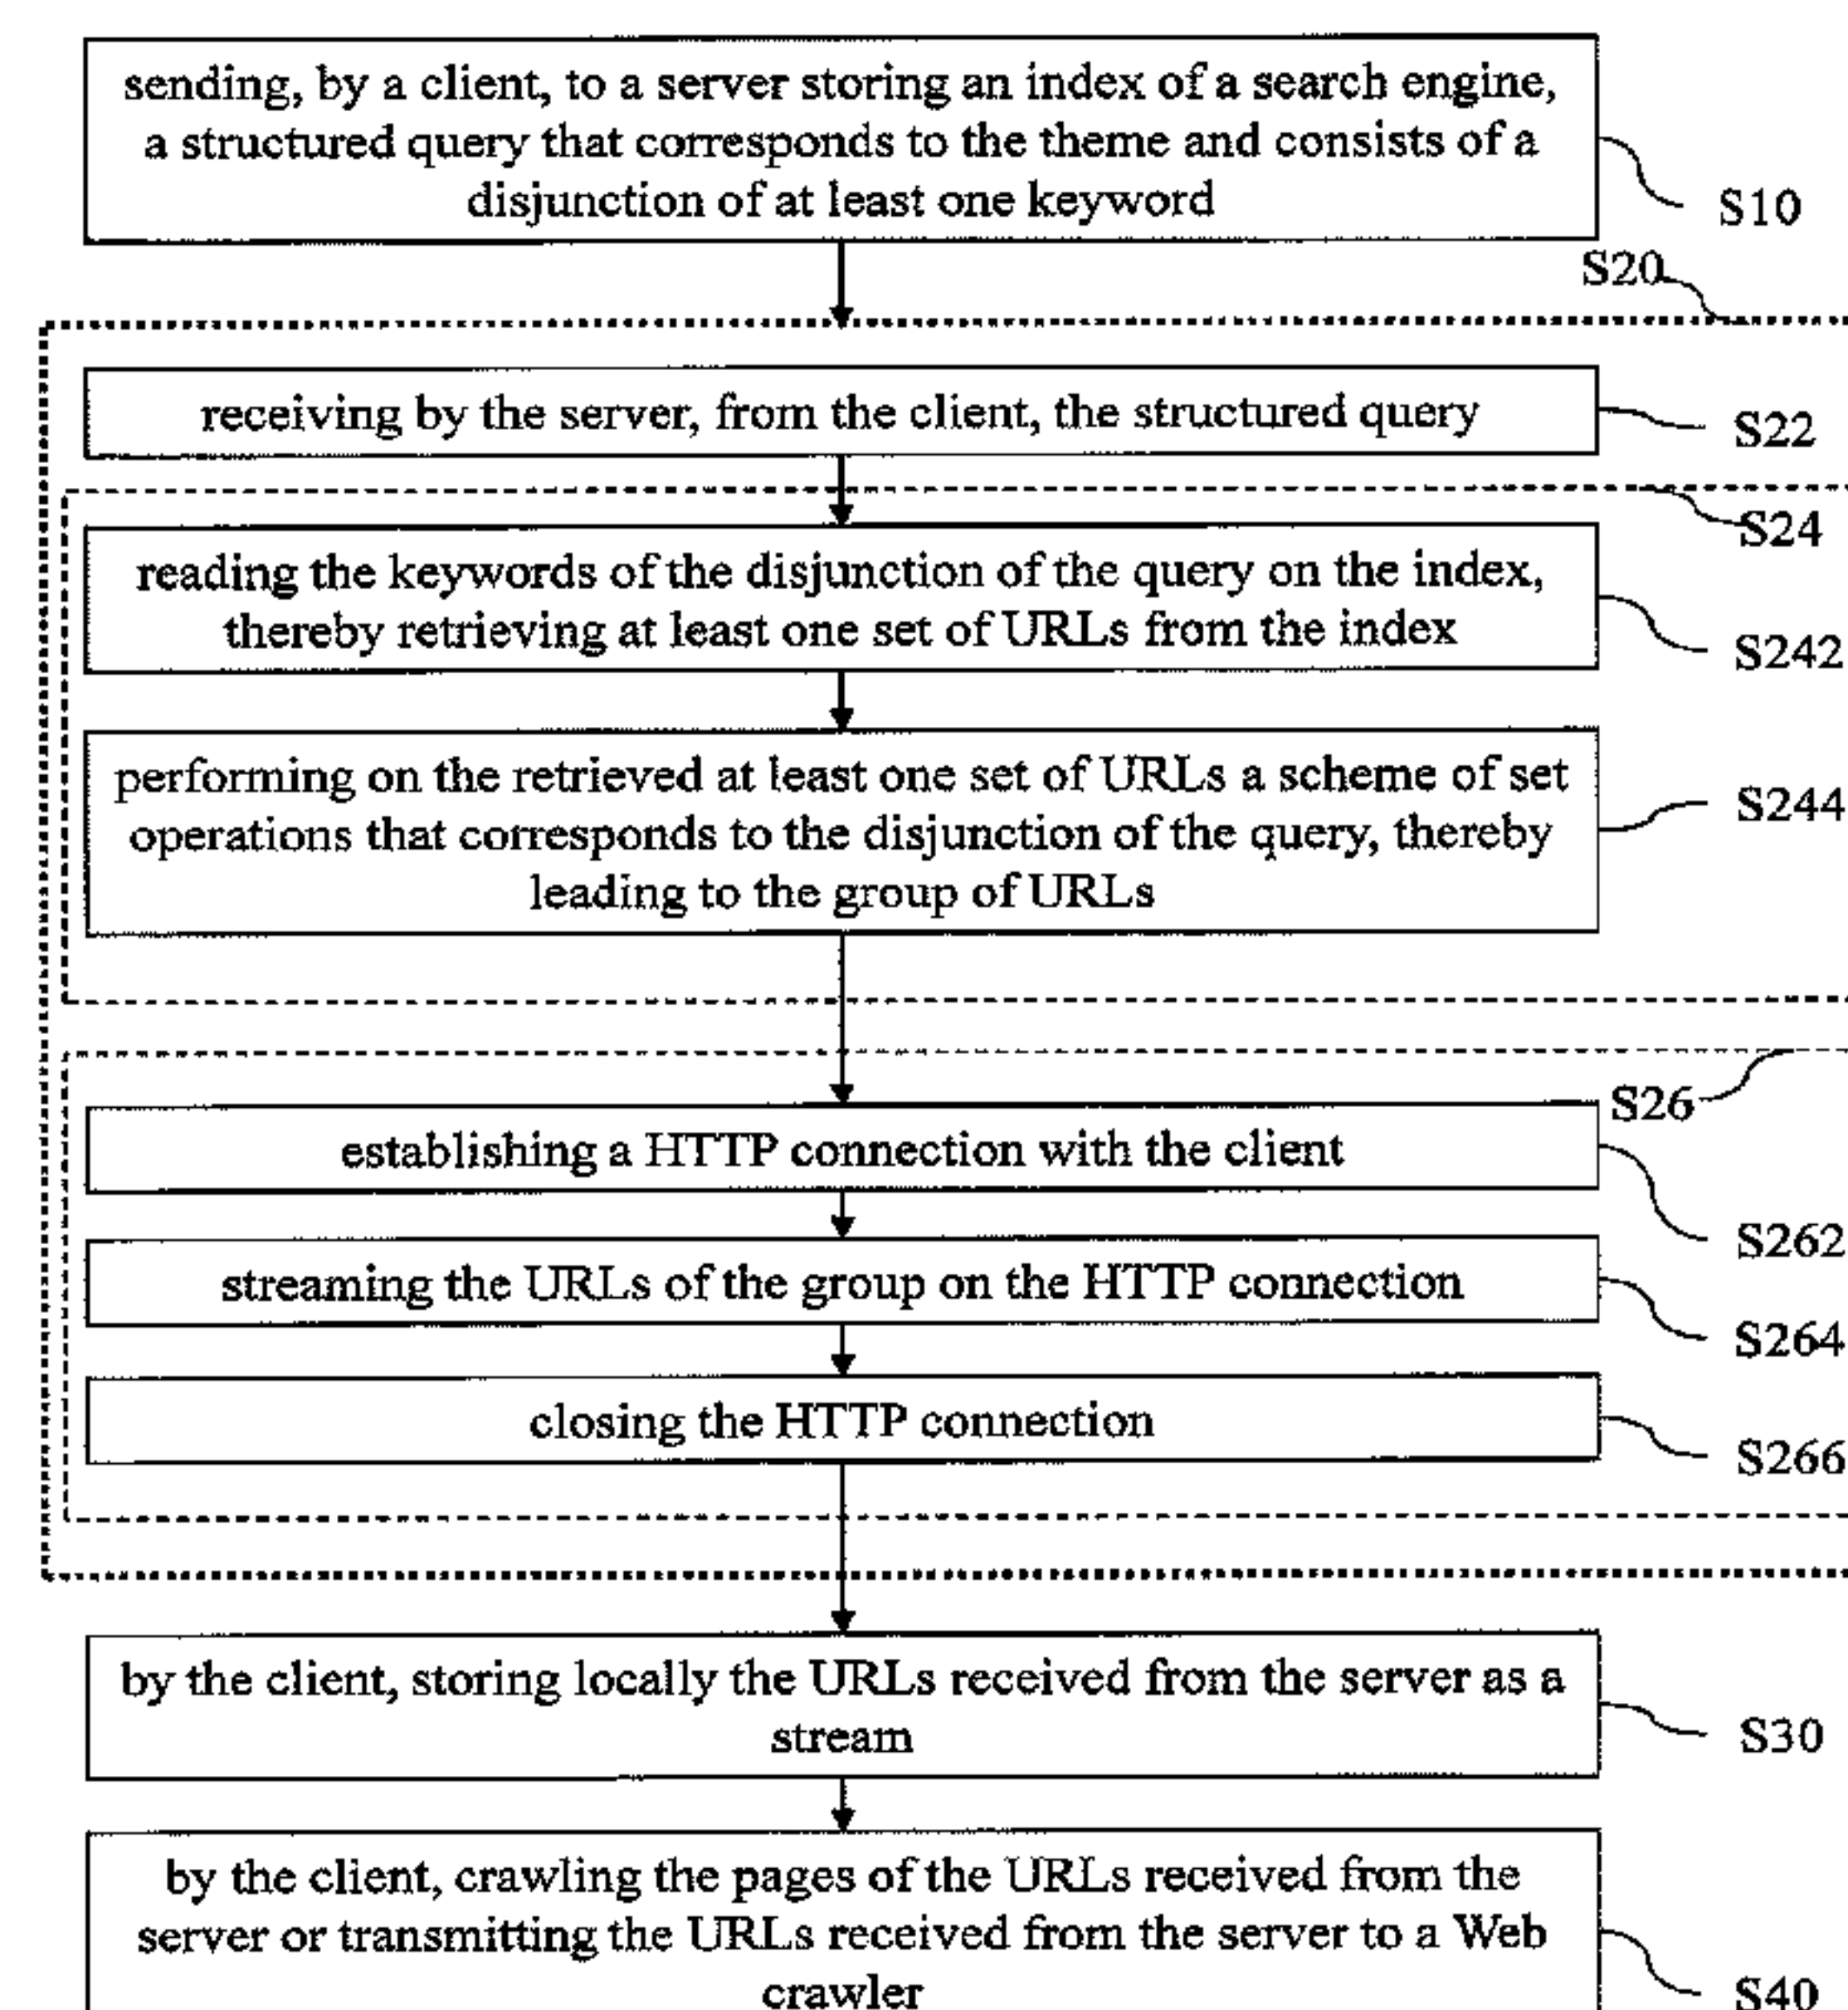 sending, by a client, to a server storing an index of a search engine,
a structured query that corresponds to the theme and consists of a
disjunction of at least one keyword
S10
S20
receiving by the server, from the client, the structured query
S22
S24
reading the keywords of the disjunction of the query on the index,
thereby retrieving at least one set of URLs from the index
S242
performing on the retrieved at least one set of URLs a scheme of set
operations that corresponds to the disjunction of the query, thereby
leading to the group of URLs
S244
S26
establishing a HTTP connection with the client
S262
streaming the URLs of the group on the HTTP connection
S264
closing the HTTP connection
S266
by the client, storing locally the URLs received from the server as a
stream
S30
by the client, crawling the pages of the URLs received from the
server or transmitting the URLs received from the server to a Web
crawler
S40